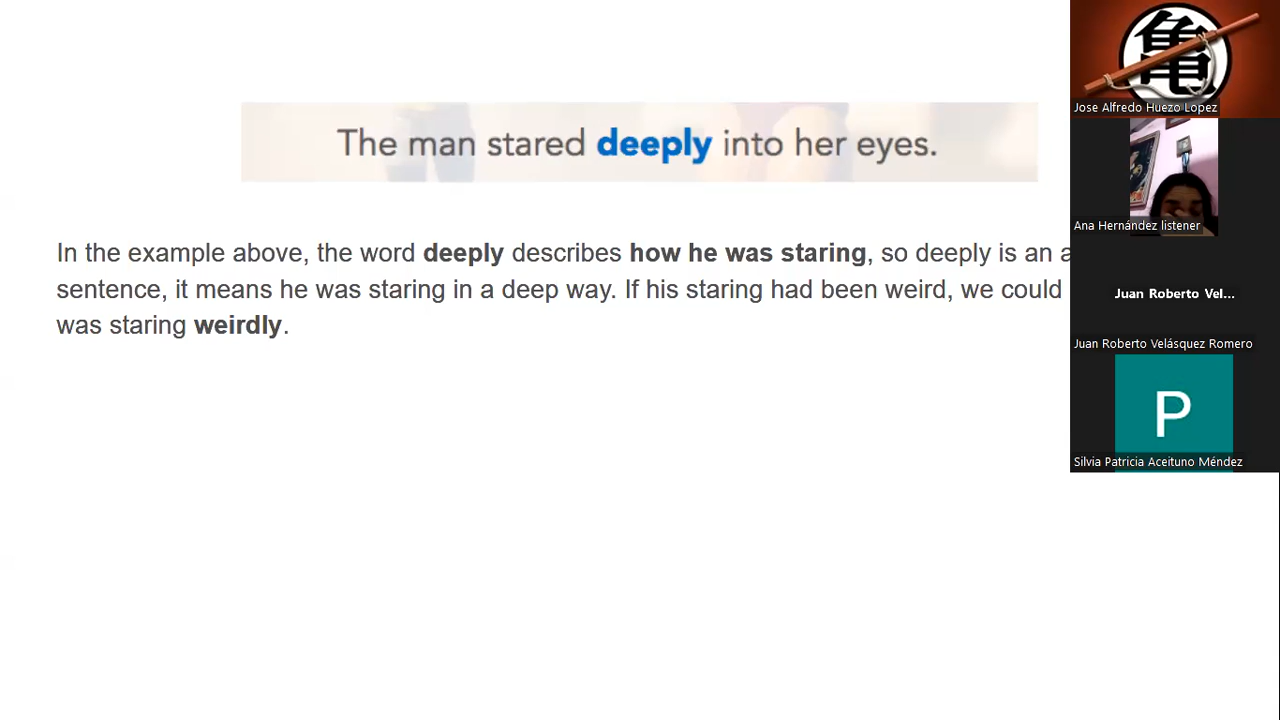 The man stared deeply into her eyes.
In the example above, the word deeply describes how he was staring, so deeply is an a
sentence, it means he was staring in a deep way. If his staring had been weird, we could
was staring weirdly.
亀
Jose Alfredo Huezo Lopez
Ana Hernández listener
Juan Roberto Vel...
Juan Roberto Velásquez Romero
P
Silvia Patricia Aceituno Méndez